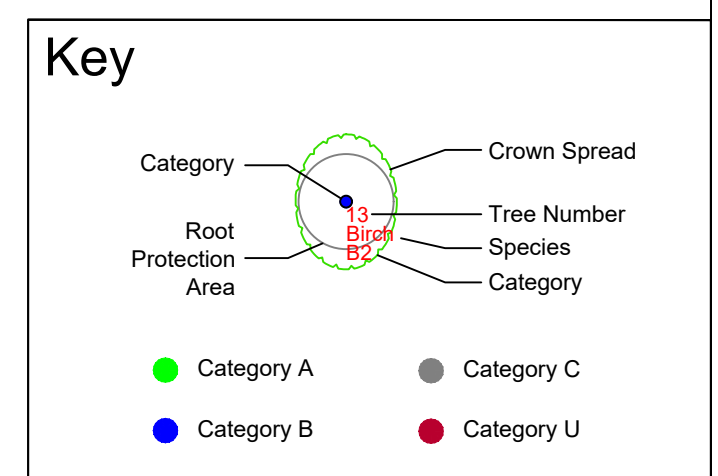 Key
Category
Crown Spread
13
Tree Number
Birch
Root
Protection
Area
Species
B2
Category
Category A
Category C
Category B
Category U